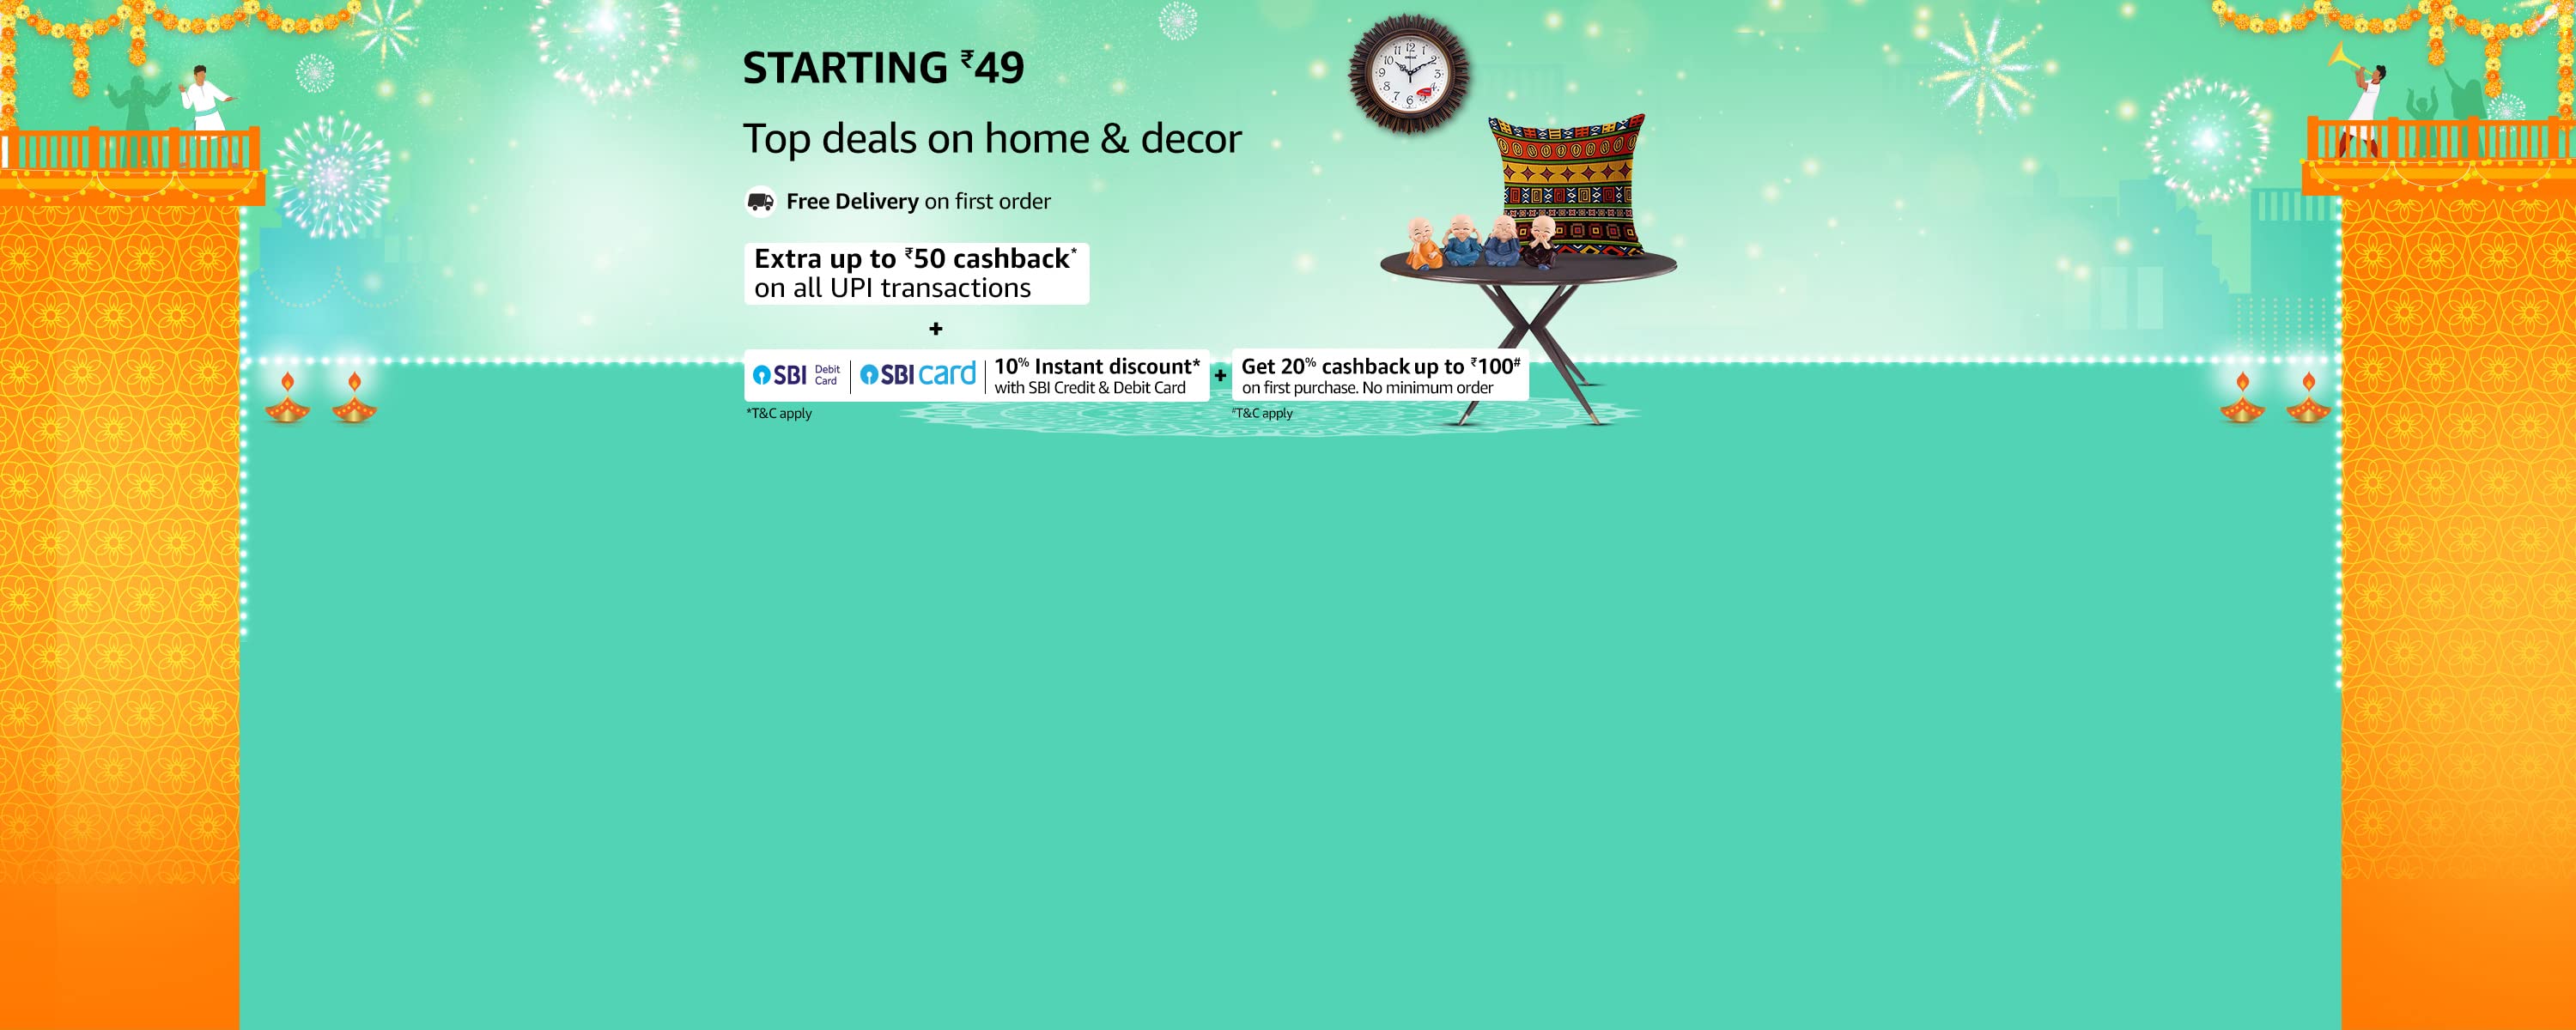 STARTING ₹49
Top deals on home & decor
Free Delivery on first order
Extra up to ₹50 cashback*
on all UPI transactions
+
SBI Debit Card | SBI card | 10% Instant discount*
with SBI Credit & Debit Card
+
Get 20% cashback up to ₹100#
on first purchase. No minimum order
*T&C apply
#T&C apply